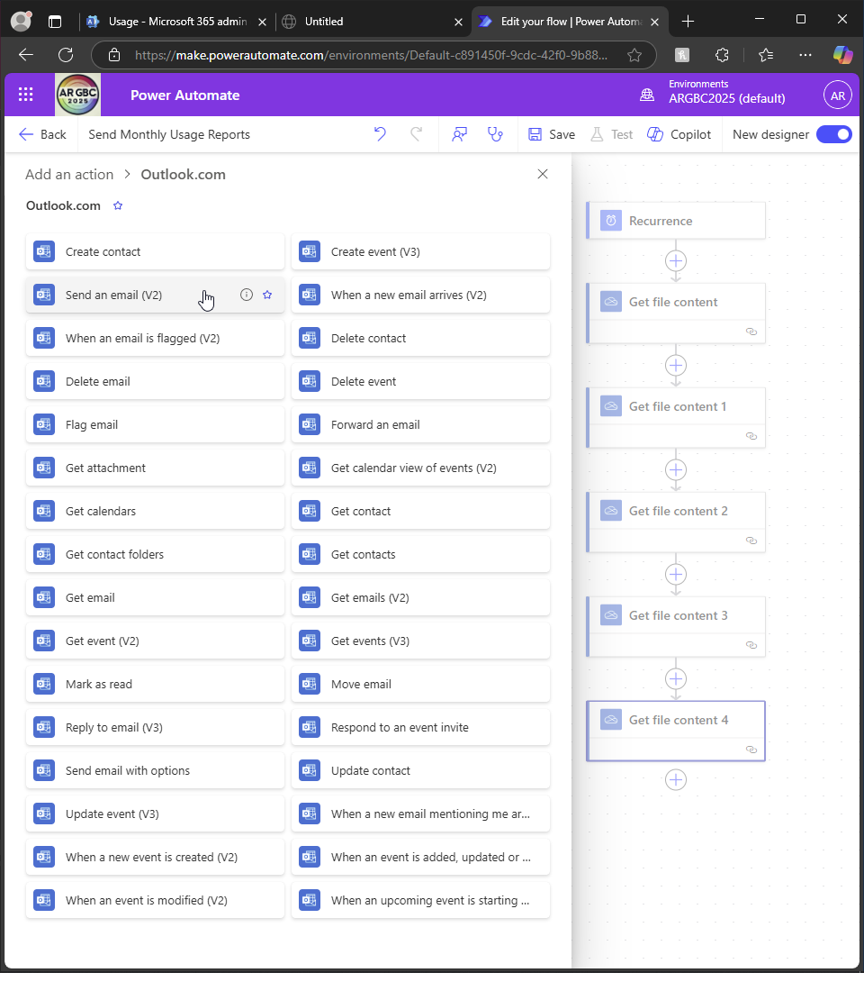 Usage - Microsoft 365 admin
Untitled
Edit your flow | Power Automa
https://make.powerautomate.com/environments/Default-c891450f-9cdc-42f0-9b88...
AR GBC
2025
Power Automate
Environments
ARGBC2025 (default)
AR
Back
Send Monthly Usage Reports
Save
Test
Copilot
New designer
Add an action > Outlook.com
Outlook.com
Create contact
Create event (V3)
Send an email (V2)
When a new email arrives (V2)
When an email is flagged (V2)
Delete contact
Delete email
Delete event
Flag email
Forward an email
Get attachment
Get calendar view of events (V2)
Get calendars
Get contact
Get contact folders
Get contacts
Get email
Get emails (V2)
Get event (V2)
Get events (V3)
Mark as read
Move email
Reply to email (V3)
Respond to an event invite
Send email with options
Update contact
Update event (V3)
When a new email mentioning me ar...
When a new event is created (V2)
When an event is added, updated or ...
When an event is modified (V2)
When an upcoming event is starting ...
Recurrence
Get file content
Get file content 1
Get file content 2
Get file content 3
Get file content 4